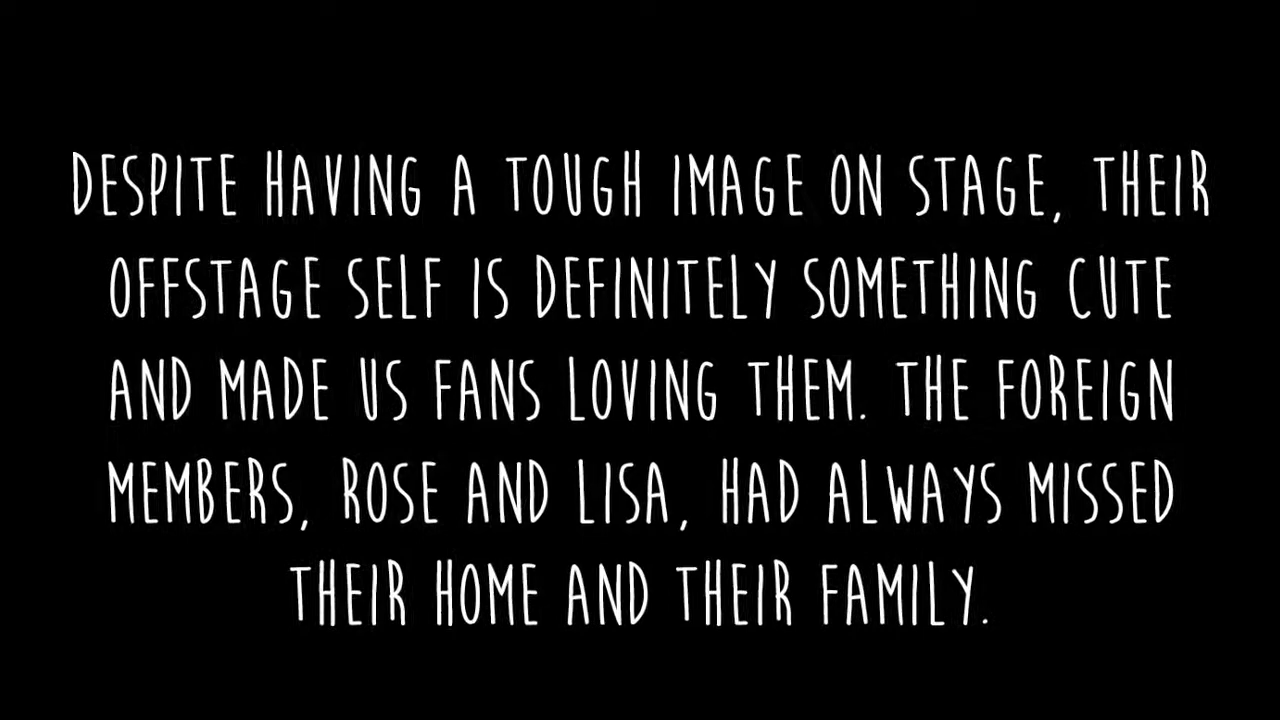 DESPITE HAVING A TOUGH IMAGE ON STAGE, THEIR
OFFSTAGE SELF IS DEFINITELY SOMETHING CUTE
AND MADE US FANS LOVING THEM. THE FOREIGN
MEMBERS, ROSE AND LISA, HAD ALWAYS MISSED
THEIR HOME AND THEIR FAMILY.